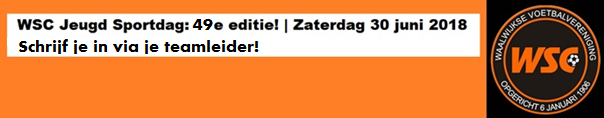 WSC Jeugd Sportdag: 49e editie! | Zaterdag 30 juni 2018
Schrijf je in via je teamleider!
WAALWIJKSE VOETBALVERENIGING
WSC
OPGERICHT 6 JANUARI 1906